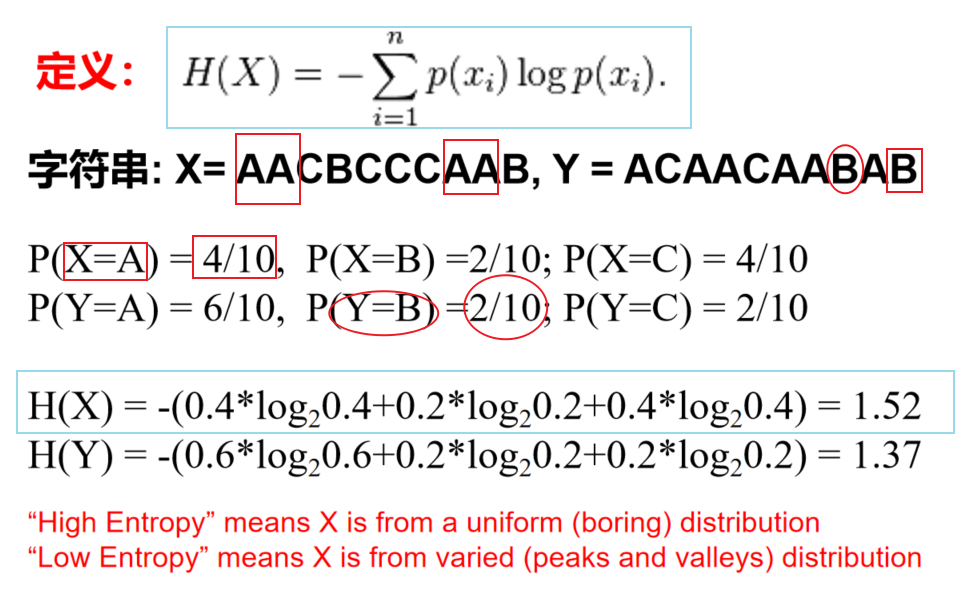 定义： H(X) = −∑ⁿᵢ₌₁ p(xᵢ) log p(xᵢ).
字符串: X= AACBCCCAAB, Y = ACAACAABAB
P(X=A) = 4/10, P(X=B) =2/10; P(X=C) = 4/10
P(Y=A) = 6/10, P(Y=B) =2/10; P(Y=C) = 2/10
H(X) = -(0.4*log₂0.4+0.2*log₂0.2+0.4*log₂0.4) = 1.52
H(Y) = -(0.6*log₂0.6+0.2*log₂0.2+0.2*log₂0.2) = 1.37
“High Entropy” means X is from a uniform (boring) distribution
“Low Entropy” means X is from varied (peaks and valleys) distribution